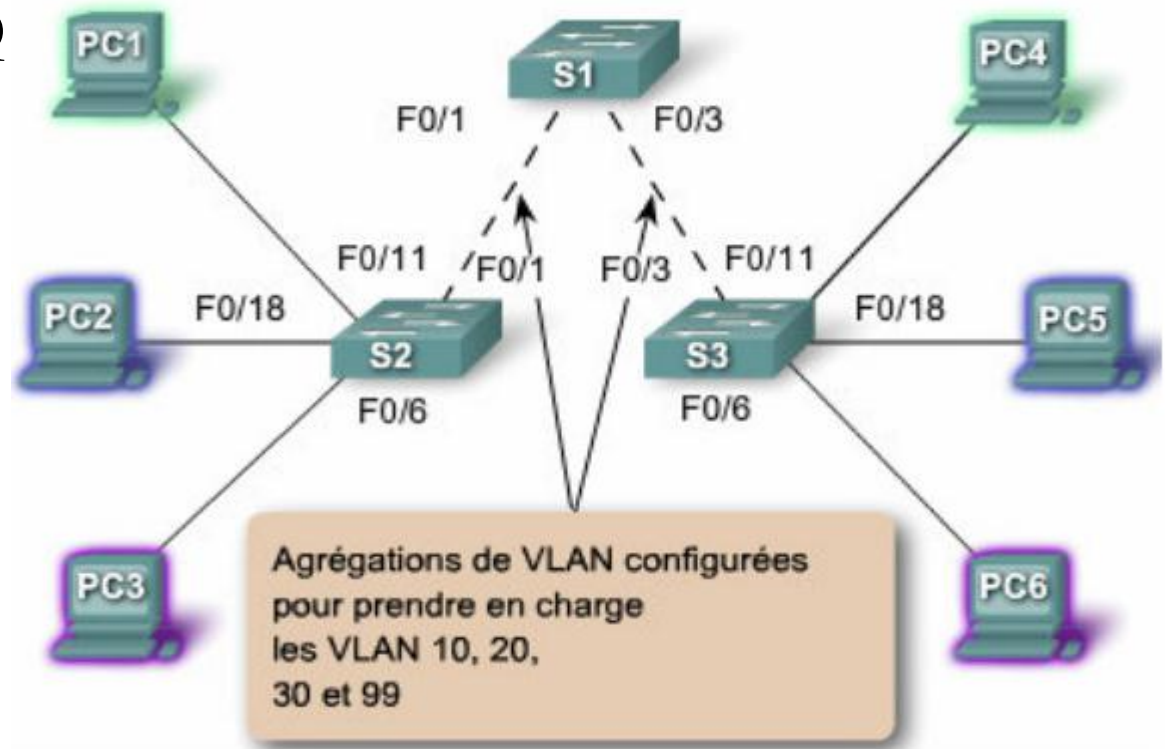 PC1
S1
PC4
F0/1
F0/3
F0/11
F0/1
F0/3
F0/11
PC2
F0/18
F0/18
PC5
S2
S3
F0/6
F0/6
PC3
PC6
Agrégations de VLAN configurées
pour prendre en charge
les VLAN 10, 20,
30 et 99